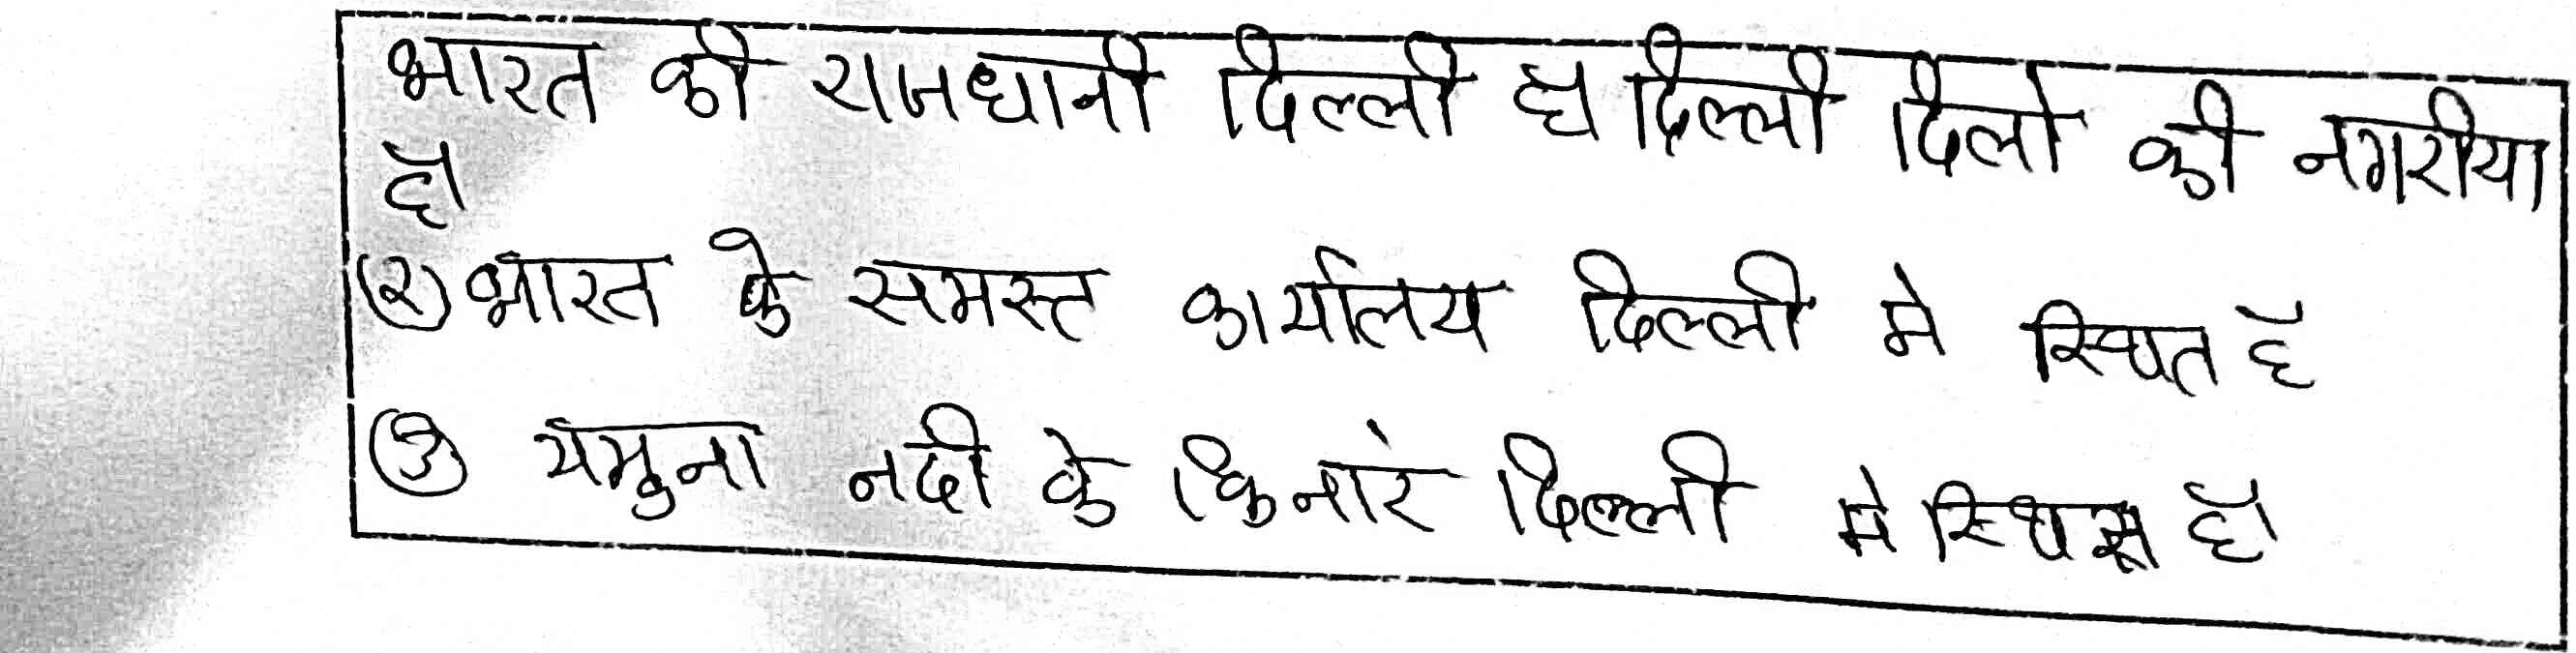 भारत की राजधानी दिल्ली है दिल्ली दिलो की नगरीया
है।
(२) भारत के समस्त कार्यालय दिल्ली मे स्थित है
(३) यमुना नदी के किनारे दिल्ली मे स्थित है।